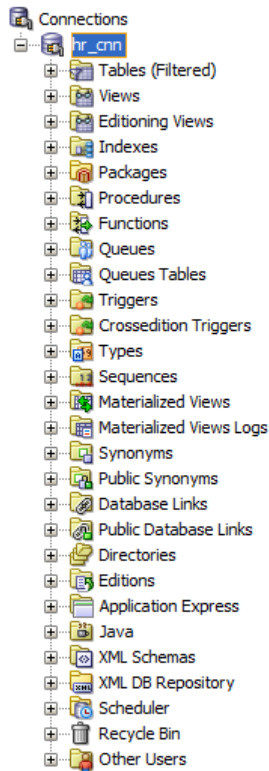 Connections
hr_cnn
Tables (Filtered)
Views
Editioning Views
Indexes
Packages
Procedures
Functions
Queues
Queues Tables
Triggers
Crossedition Triggers
Types
Sequences
Materialized Views
Materialized Views Logs
Synonyms
Public Synonyms
Database Links
Public Database Links
Directories
Editions
Application Express
Java
XML Schemas
XML DB Repository
Scheduler
Recycle Bin
Other Users